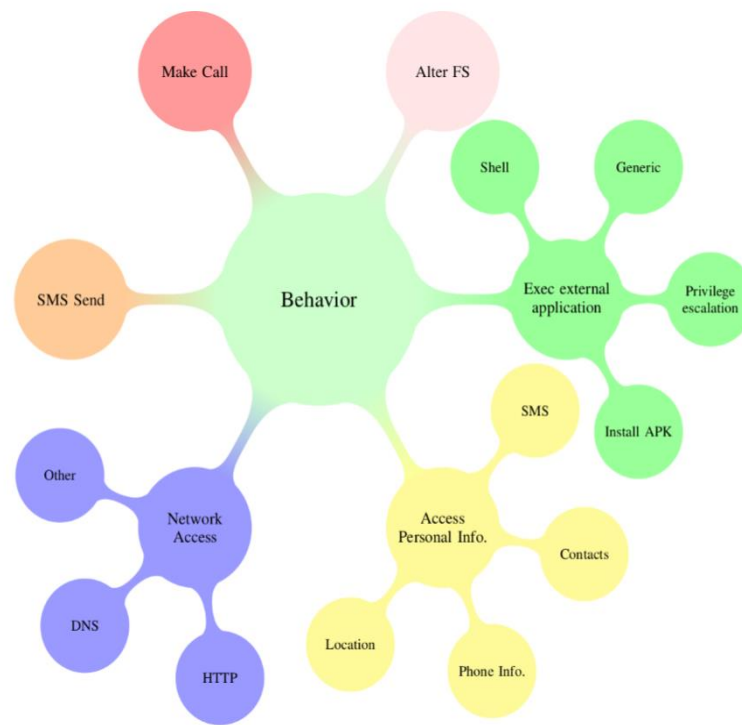 Make Call
Alter FS
Shell
Generic
SMS Send
Behavior
Exec external
application
Privilege
escalation
SMS
Install APK
Other
Network
Access
Access
Personal Info.
Contacts
DNS
Location
HTTP
Phone Info.